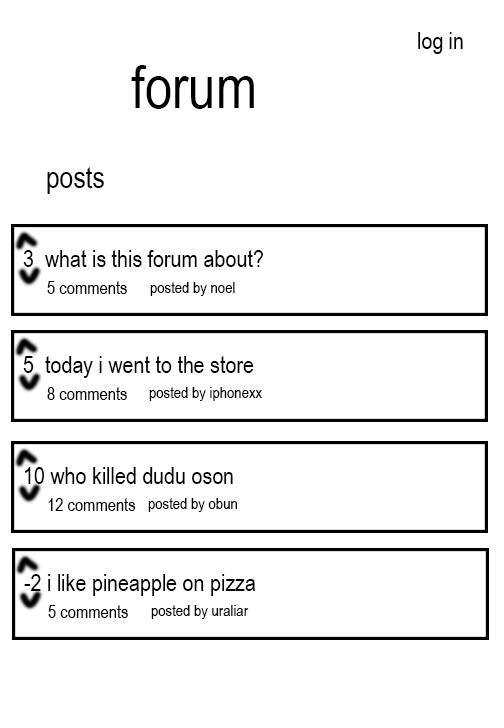 log in
forum
posts
3 what is this forum about?
5 comments posted by noel
5 today i went to the store
8 comments posted by iphonexx
10 who killed dudu oson
12 comments posted by obun
-2 i like pineapple on pizza
5 comments posted by uraliar